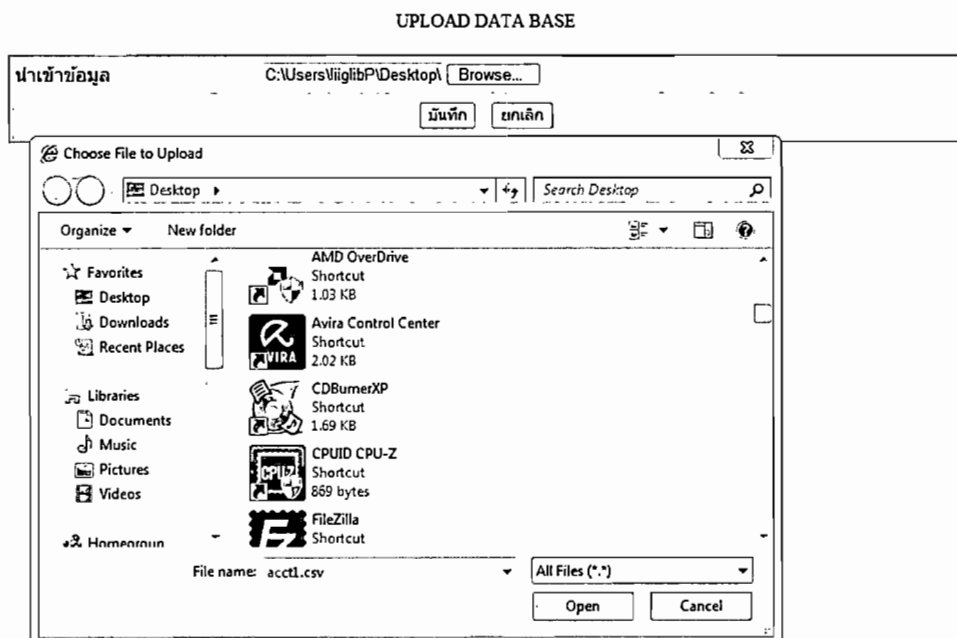 UPLOAD DATA BASE
นำเข้าข้อมูล C:\Users\liiglibP\Desktop\ Browse...
บันทึก ยกเลิก
Choose File to Upload
Desktop
Search Desktop
Organize New folder
Favorites
Desktop
Downloads
Recent Places
Libraries
Documents
Music
Pictures
Videos
Homegroup
AMD OverDrive
Shortcut
1.03 KB
Avira Control Center
Shortcut
2.02 KB
VIRA
CDBurnerXP
Shortcut
1.69 KB
CPUID CPU-Z
Shortcut
869 bytes
CPU-Z
FileZilla
Shortcut
File name: acct1.csv All Files (*.*)
Open Cancel